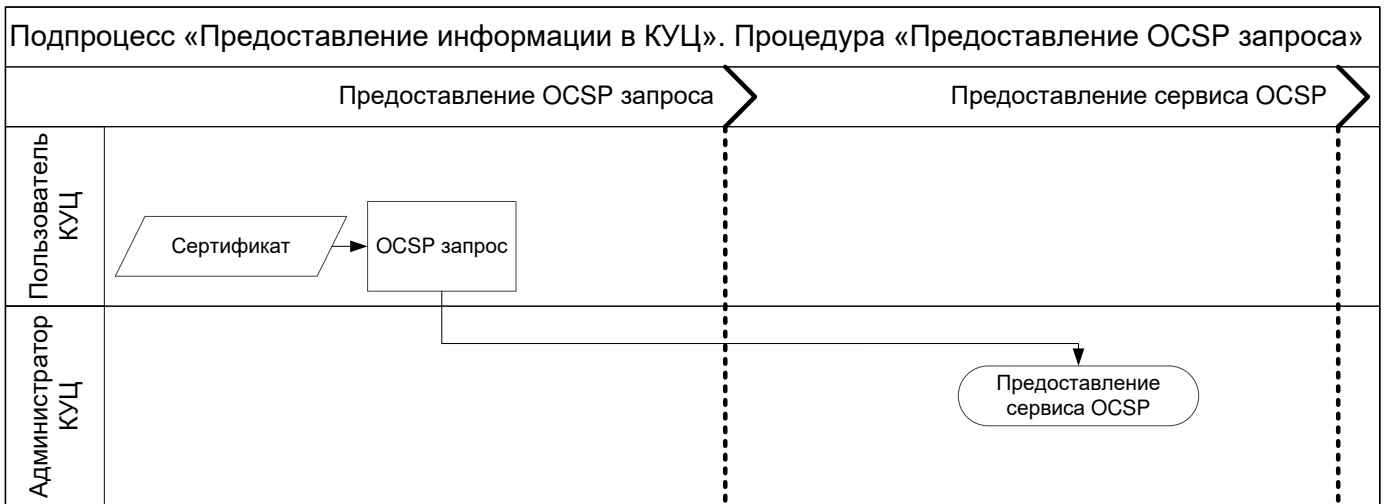 Подпроцесс «Предоставление информации в КУЦ». Процедура «Предоставление OCSP запроса»
Предоставление OCSP запроса
Предоставление сервиса OCSP
Пользователь
КУЦ
Сертификат
OCSP запрос
Администратор
КУЦ
Предоставление
сервиса OCSP